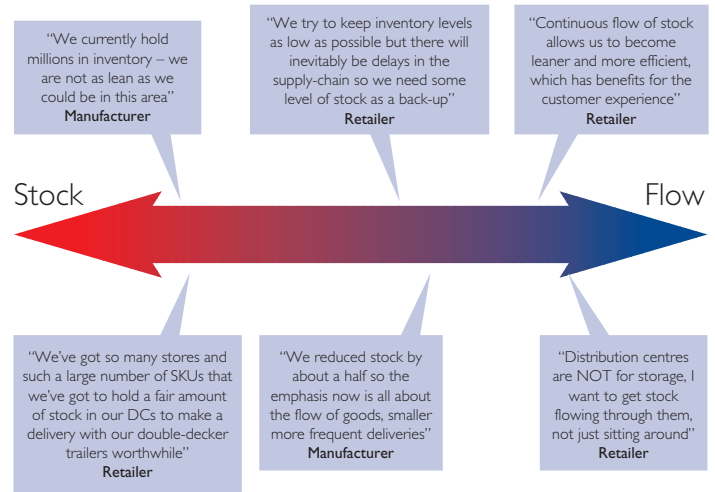 “We currently hold
millions in inventory – we
are not as lean as we
could be in this area”
Manufacturer
“We try to keep inventory levels
as low as possible but there will
inevitably be delays in the
supply-chain so we need some
level of stock as a back-up”
Retailer
“Continuous flow of stock
allows us to become
leaner and more efficient,
which has benefits for the
customer experience”
Retailer
Stock
Flow
“We’ve got so many stores and
such a large number of SKUs that
we’ve got to hold a fair amount
of stock in our DCs to make a
delivery with our double-decker
trailers worthwhile”
Retailer
“We reduced stock by
about a half so the
emphasis now is all about
the flow of goods, smaller
more frequent deliveries”
Manufacturer
“Distribution centres
are NOT for storage, I
want to get stock
flowing through them,
not just sitting around”
Retailer